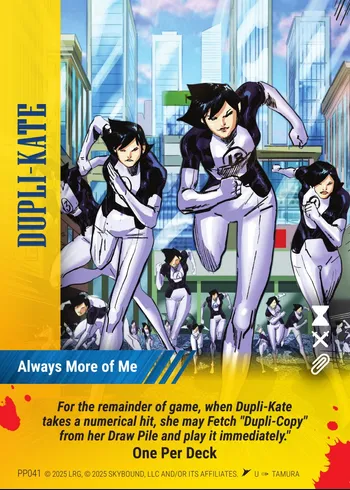 DUPLI-KATE
Always More of Me
For the remainder of game, when Dupli-Kate
takes a numerical hit, she may Fetch "Dupli-Copy"
from her Draw Pile and play it immediately."
One Per Deck
PP041 © 2025 LRG, © 2025 SKYBOUND, LLC AND/OR ITS AFFILIATES. U TAMURA